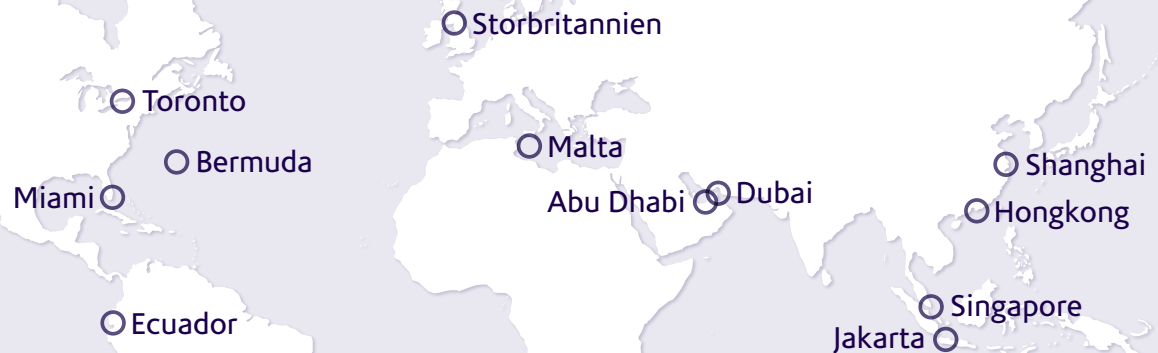 Storbritannien
Toronto
Malta
Bermuda
Shanghai
Miami
Abu Dhabi
Dubai
Hongkong
Singapore
Ecuador
Jakarta